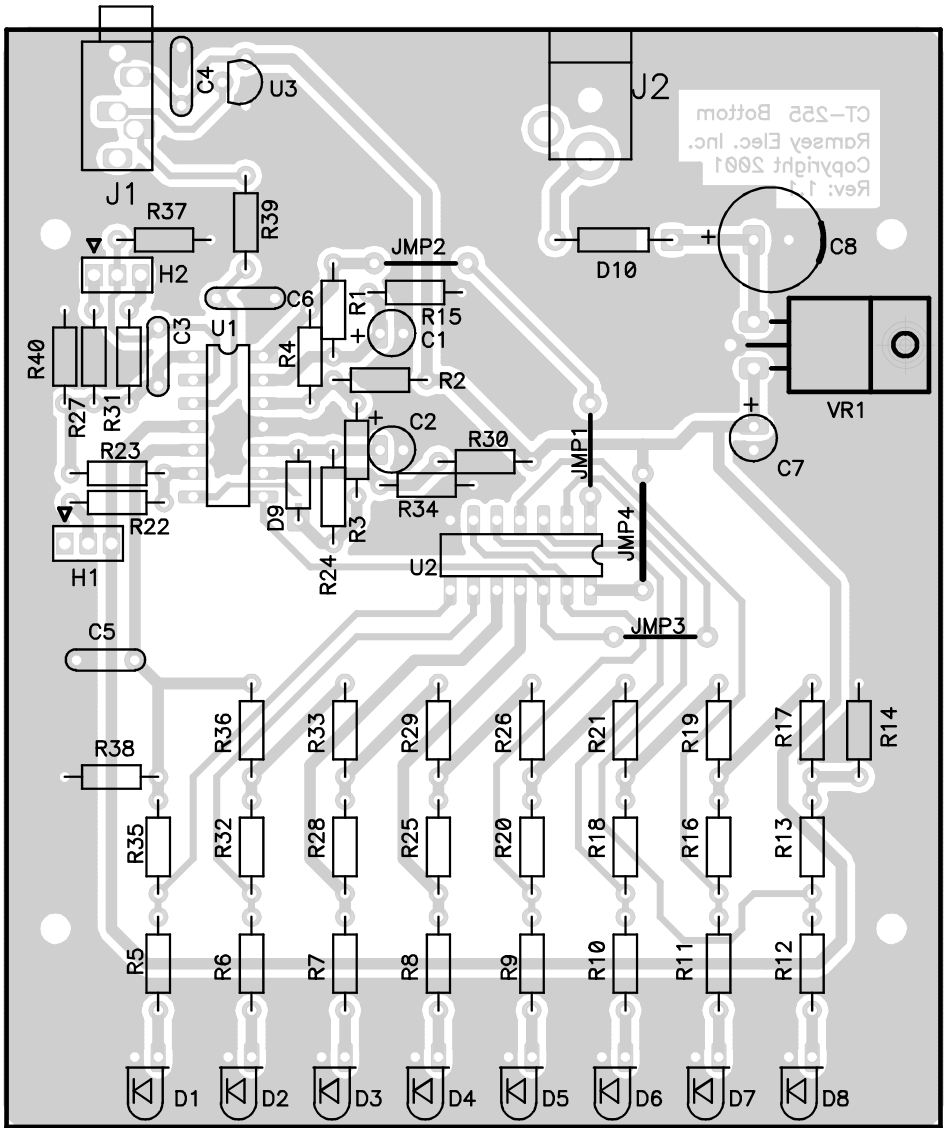 C4
U3
J2
CT-255 Bottom
Ramsey Elec. Inc.
Copyright 2001
Rev: 1.1
J1
R37
R39
JMP2
+
C8
D10
H2
C6
R1
R15
U1
C3
R40
R4
+
C1
R27
R31
R2
VR1
+
C2
+
C7
R23
R30
JMP1
R22
D9
R34
R3
R24
JMP4
H1
U2
C5
JMP3
R36
R33
R29
R26
R21
R19
R17
R14
R38
R35
R32
R28
R25
R20
R18
R16
R13
R5
R6
R7
R8
R9
R10
R11
R12
D1
D2
D3
D4
D5
D6
D7
D8